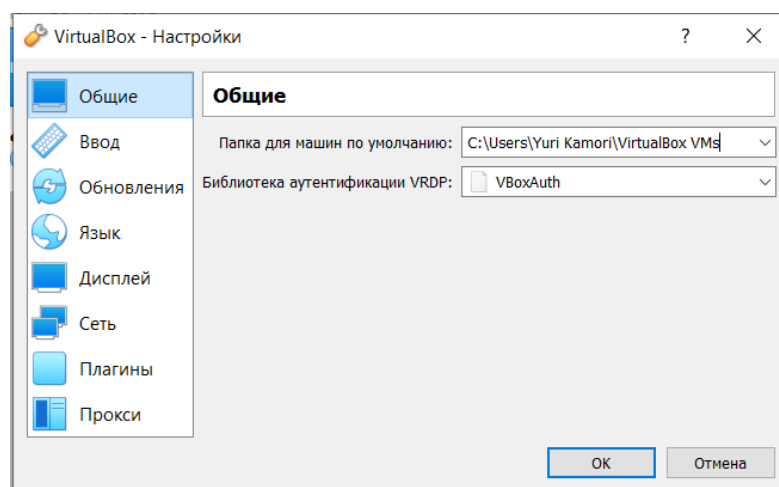 VirtualBox - Настройки
?
Общие
Ввод
Обновления
Язык
Дисплей
Сеть
Плагины
Прокси
Общие
Папка для машин по умолчанию: C:\Users\Yuri Kamori\VirtualBox VMs
Библиотека аутентификации VRDP: VBoxAuth
OK
Отмена